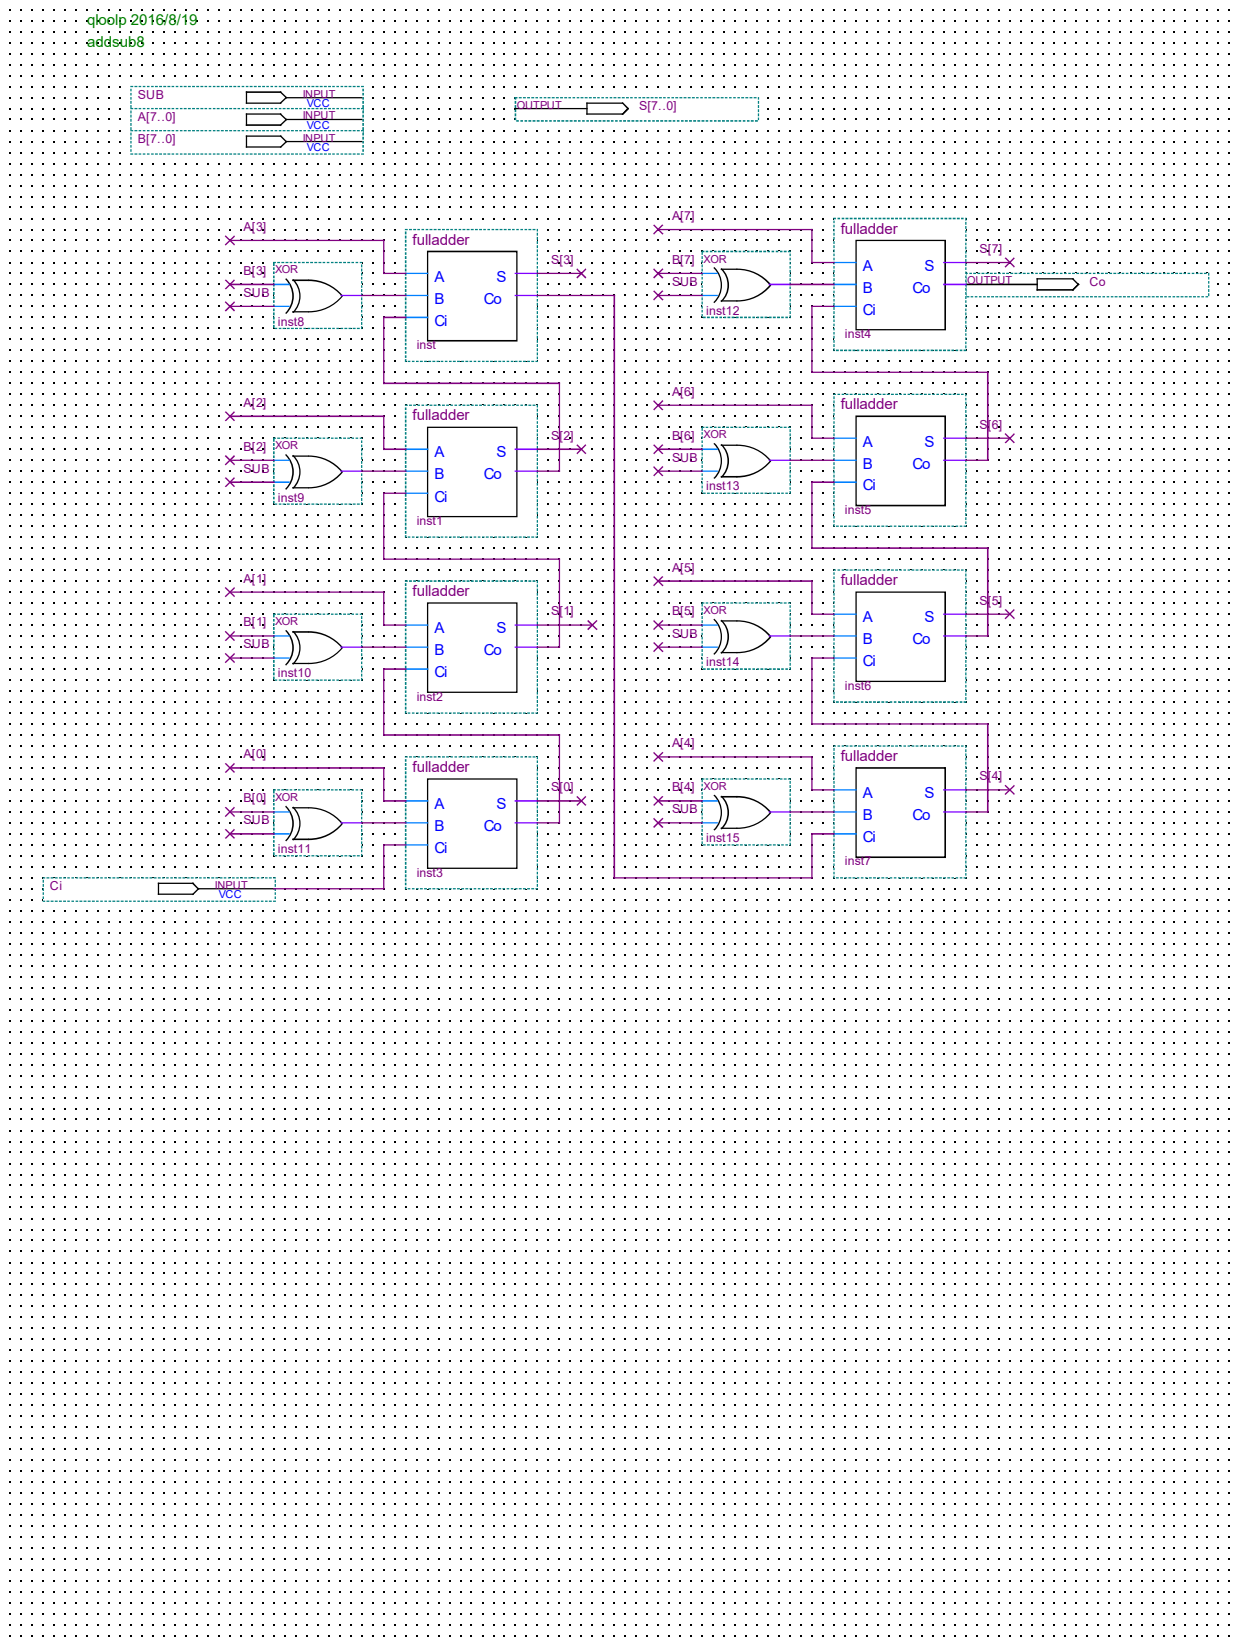 qloolp 2016/8/19
addsub8
SUB INPUT
VCC
A[7..0] INPUT
VCC
B[7..0] INPUT
VCC
OUTPUT S[7..0]
A[3]
B[3] XOR
SUB
inst8
fulladder
A S
B Co
Ci
inst
S[3]
A[2]
B[2] XOR
SUB
inst9
fulladder
A S
B Co
Ci
inst1
S[2]
A[1]
B[1] XOR
SUB
inst10
fulladder
A S
B Co
Ci
inst2
S[1]
A[0]
B[0] XOR
SUB
inst11
fulladder
A S
B Co
Ci
inst3
S[0]
Ci INPUT
VCC
A[7]
B[7] XOR
SUB
inst12
fulladder
A S
B Co
Ci
inst4
S[7]
OUTPUT Co
A[6]
B[6] XOR
SUB
inst13
fulladder
A S
B Co
Ci
inst5
S[6]
A[5]
B[5] XOR
SUB
inst14
fulladder
A S
B Co
Ci
inst6
S[5]
A[4]
B[4] XOR
SUB
inst15
fulladder
A S
B Co
Ci
inst7
S[4]